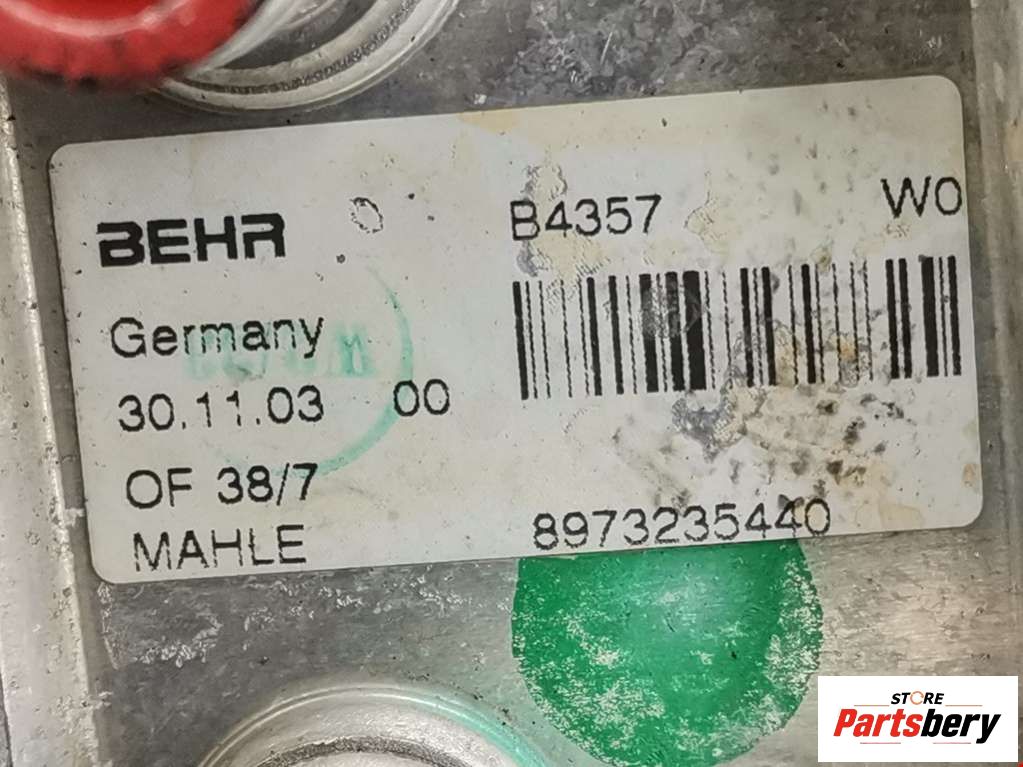 BEHR
B4357 W0
Germany
30.11.03 00
OF 38/7
MAHLE
8973235440
STORE
Partsbery